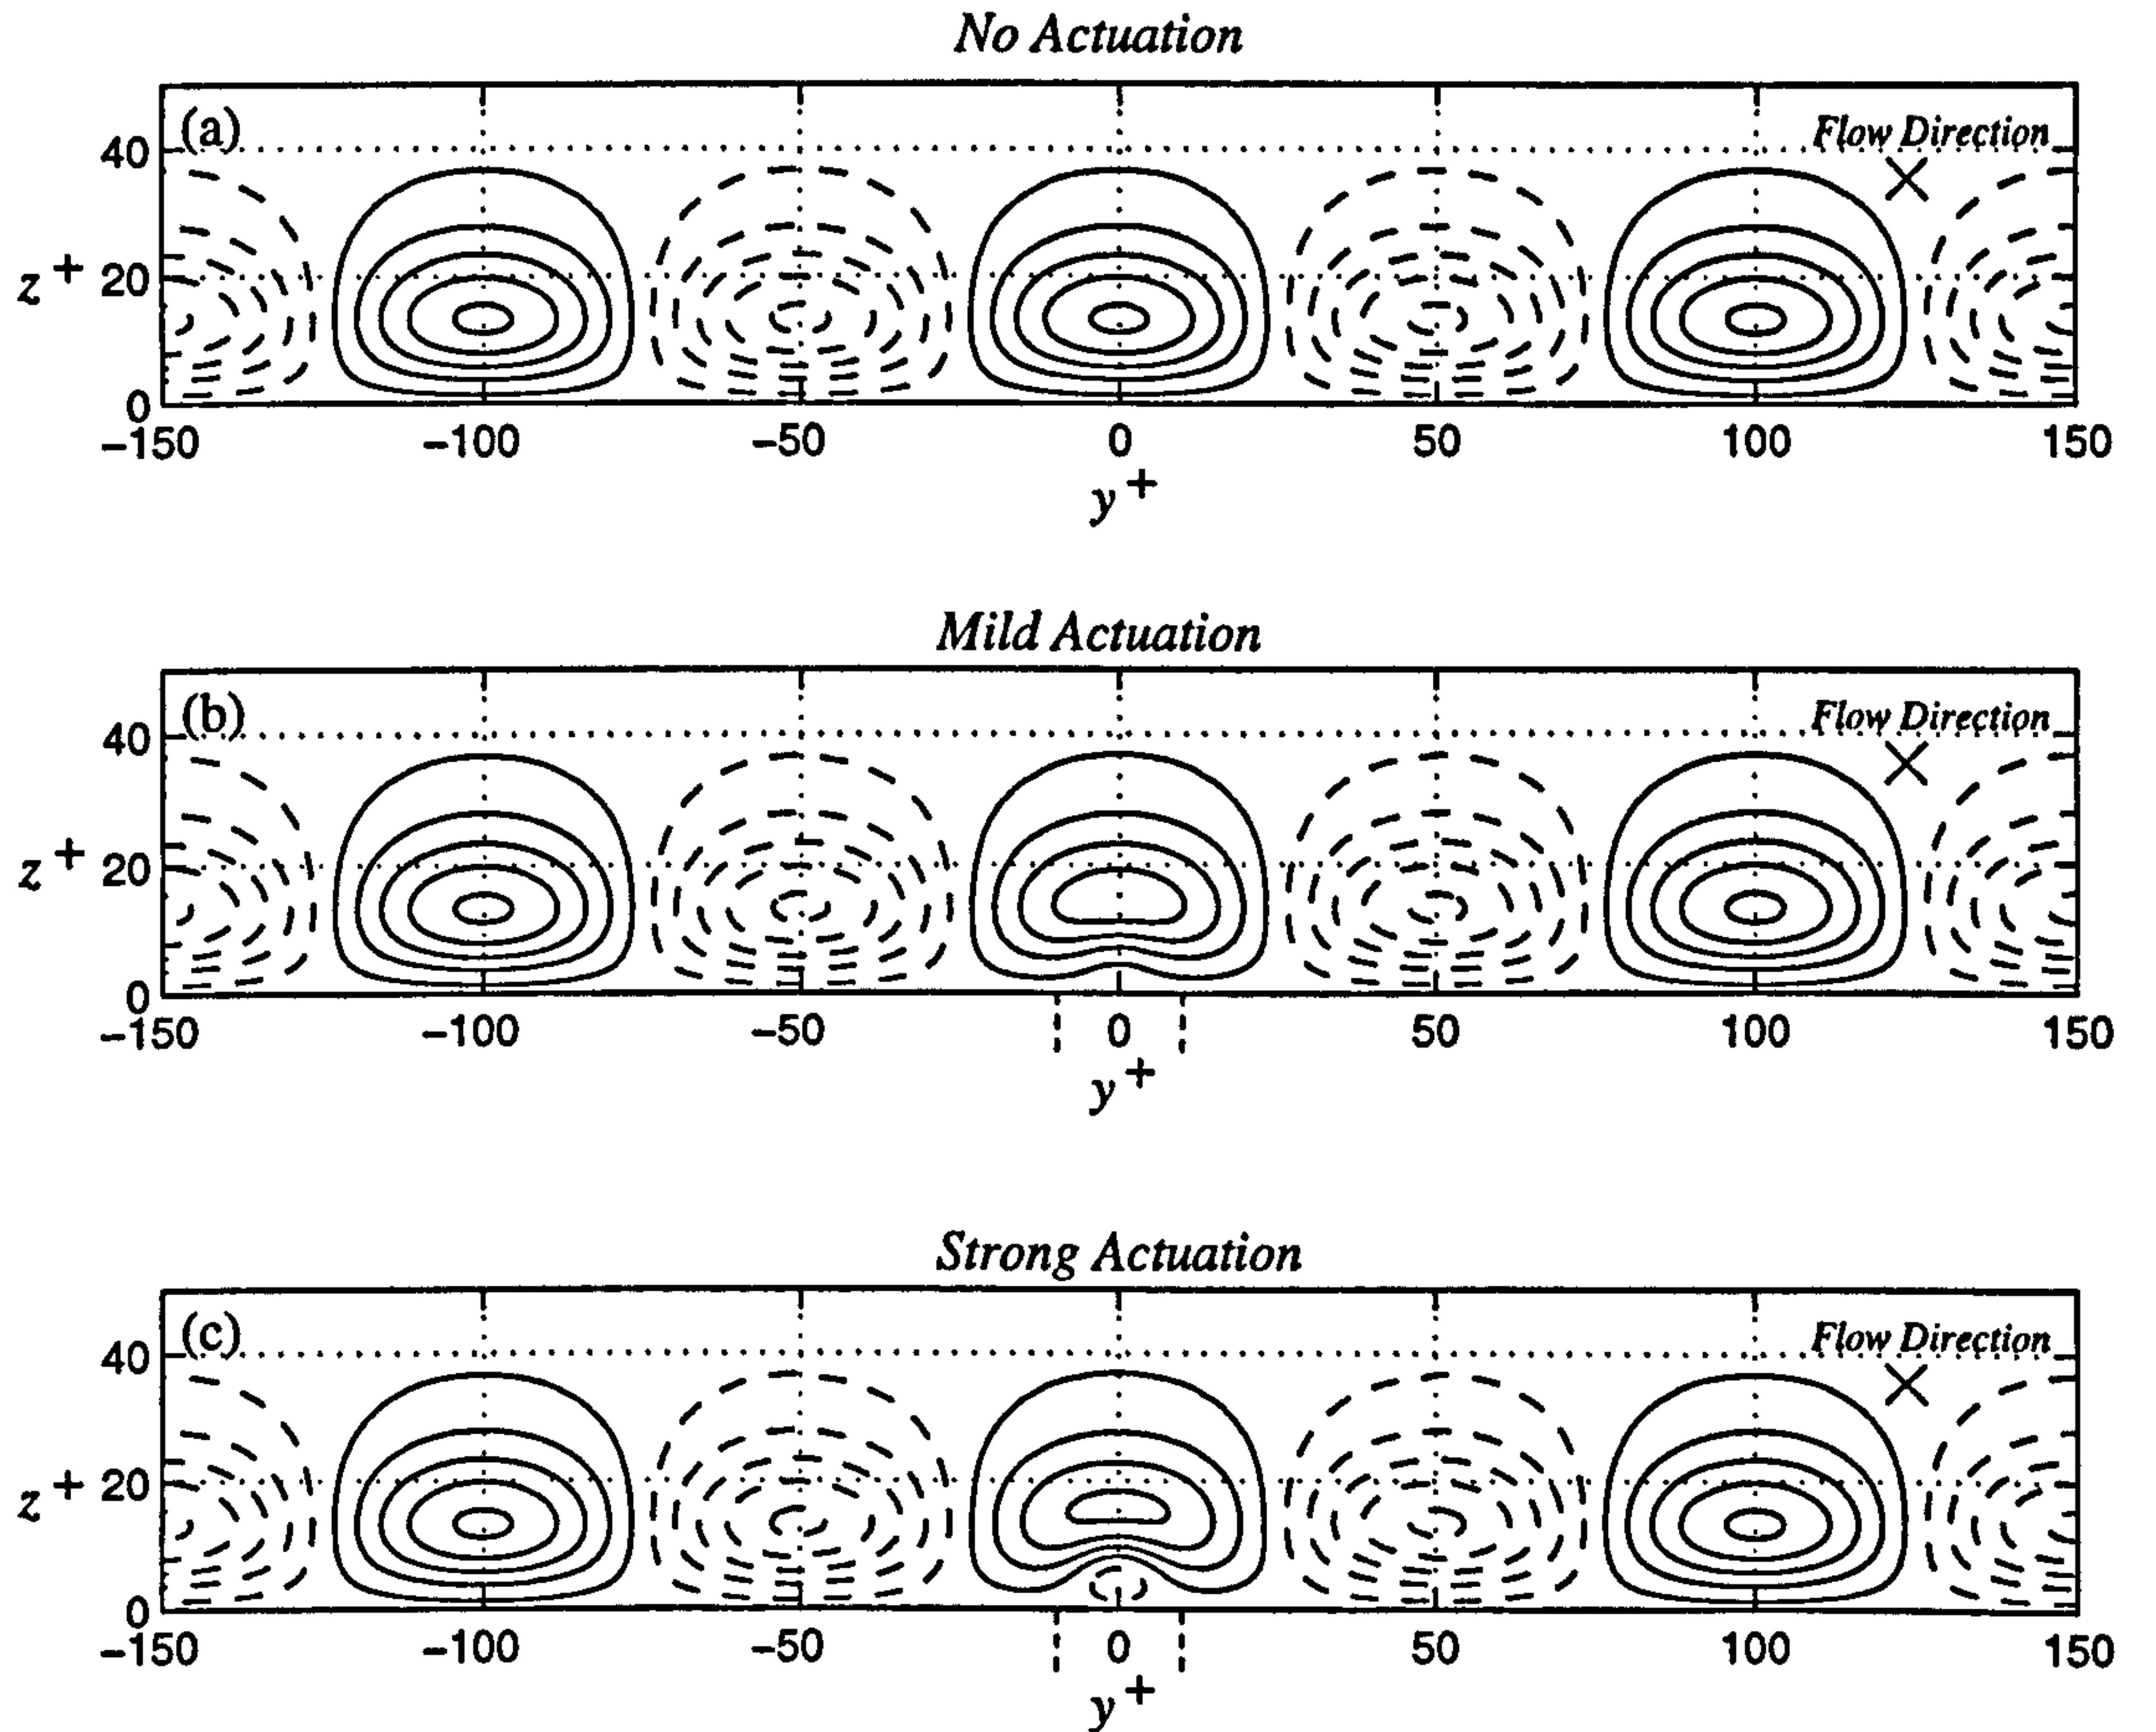 No Actuation
(a)
Flow Direction
40
z + 20
0
−150 −100 −50 0 50 100 150
y +
Mild Actuation
(b)
Flow Direction
40
z + 20
0
−150 −100 −50 0 50 100 150
y +
Strong Actuation
(c)
Flow Direction
40
z + 20
0
−150 −100 −50 0 50 100 150
y +